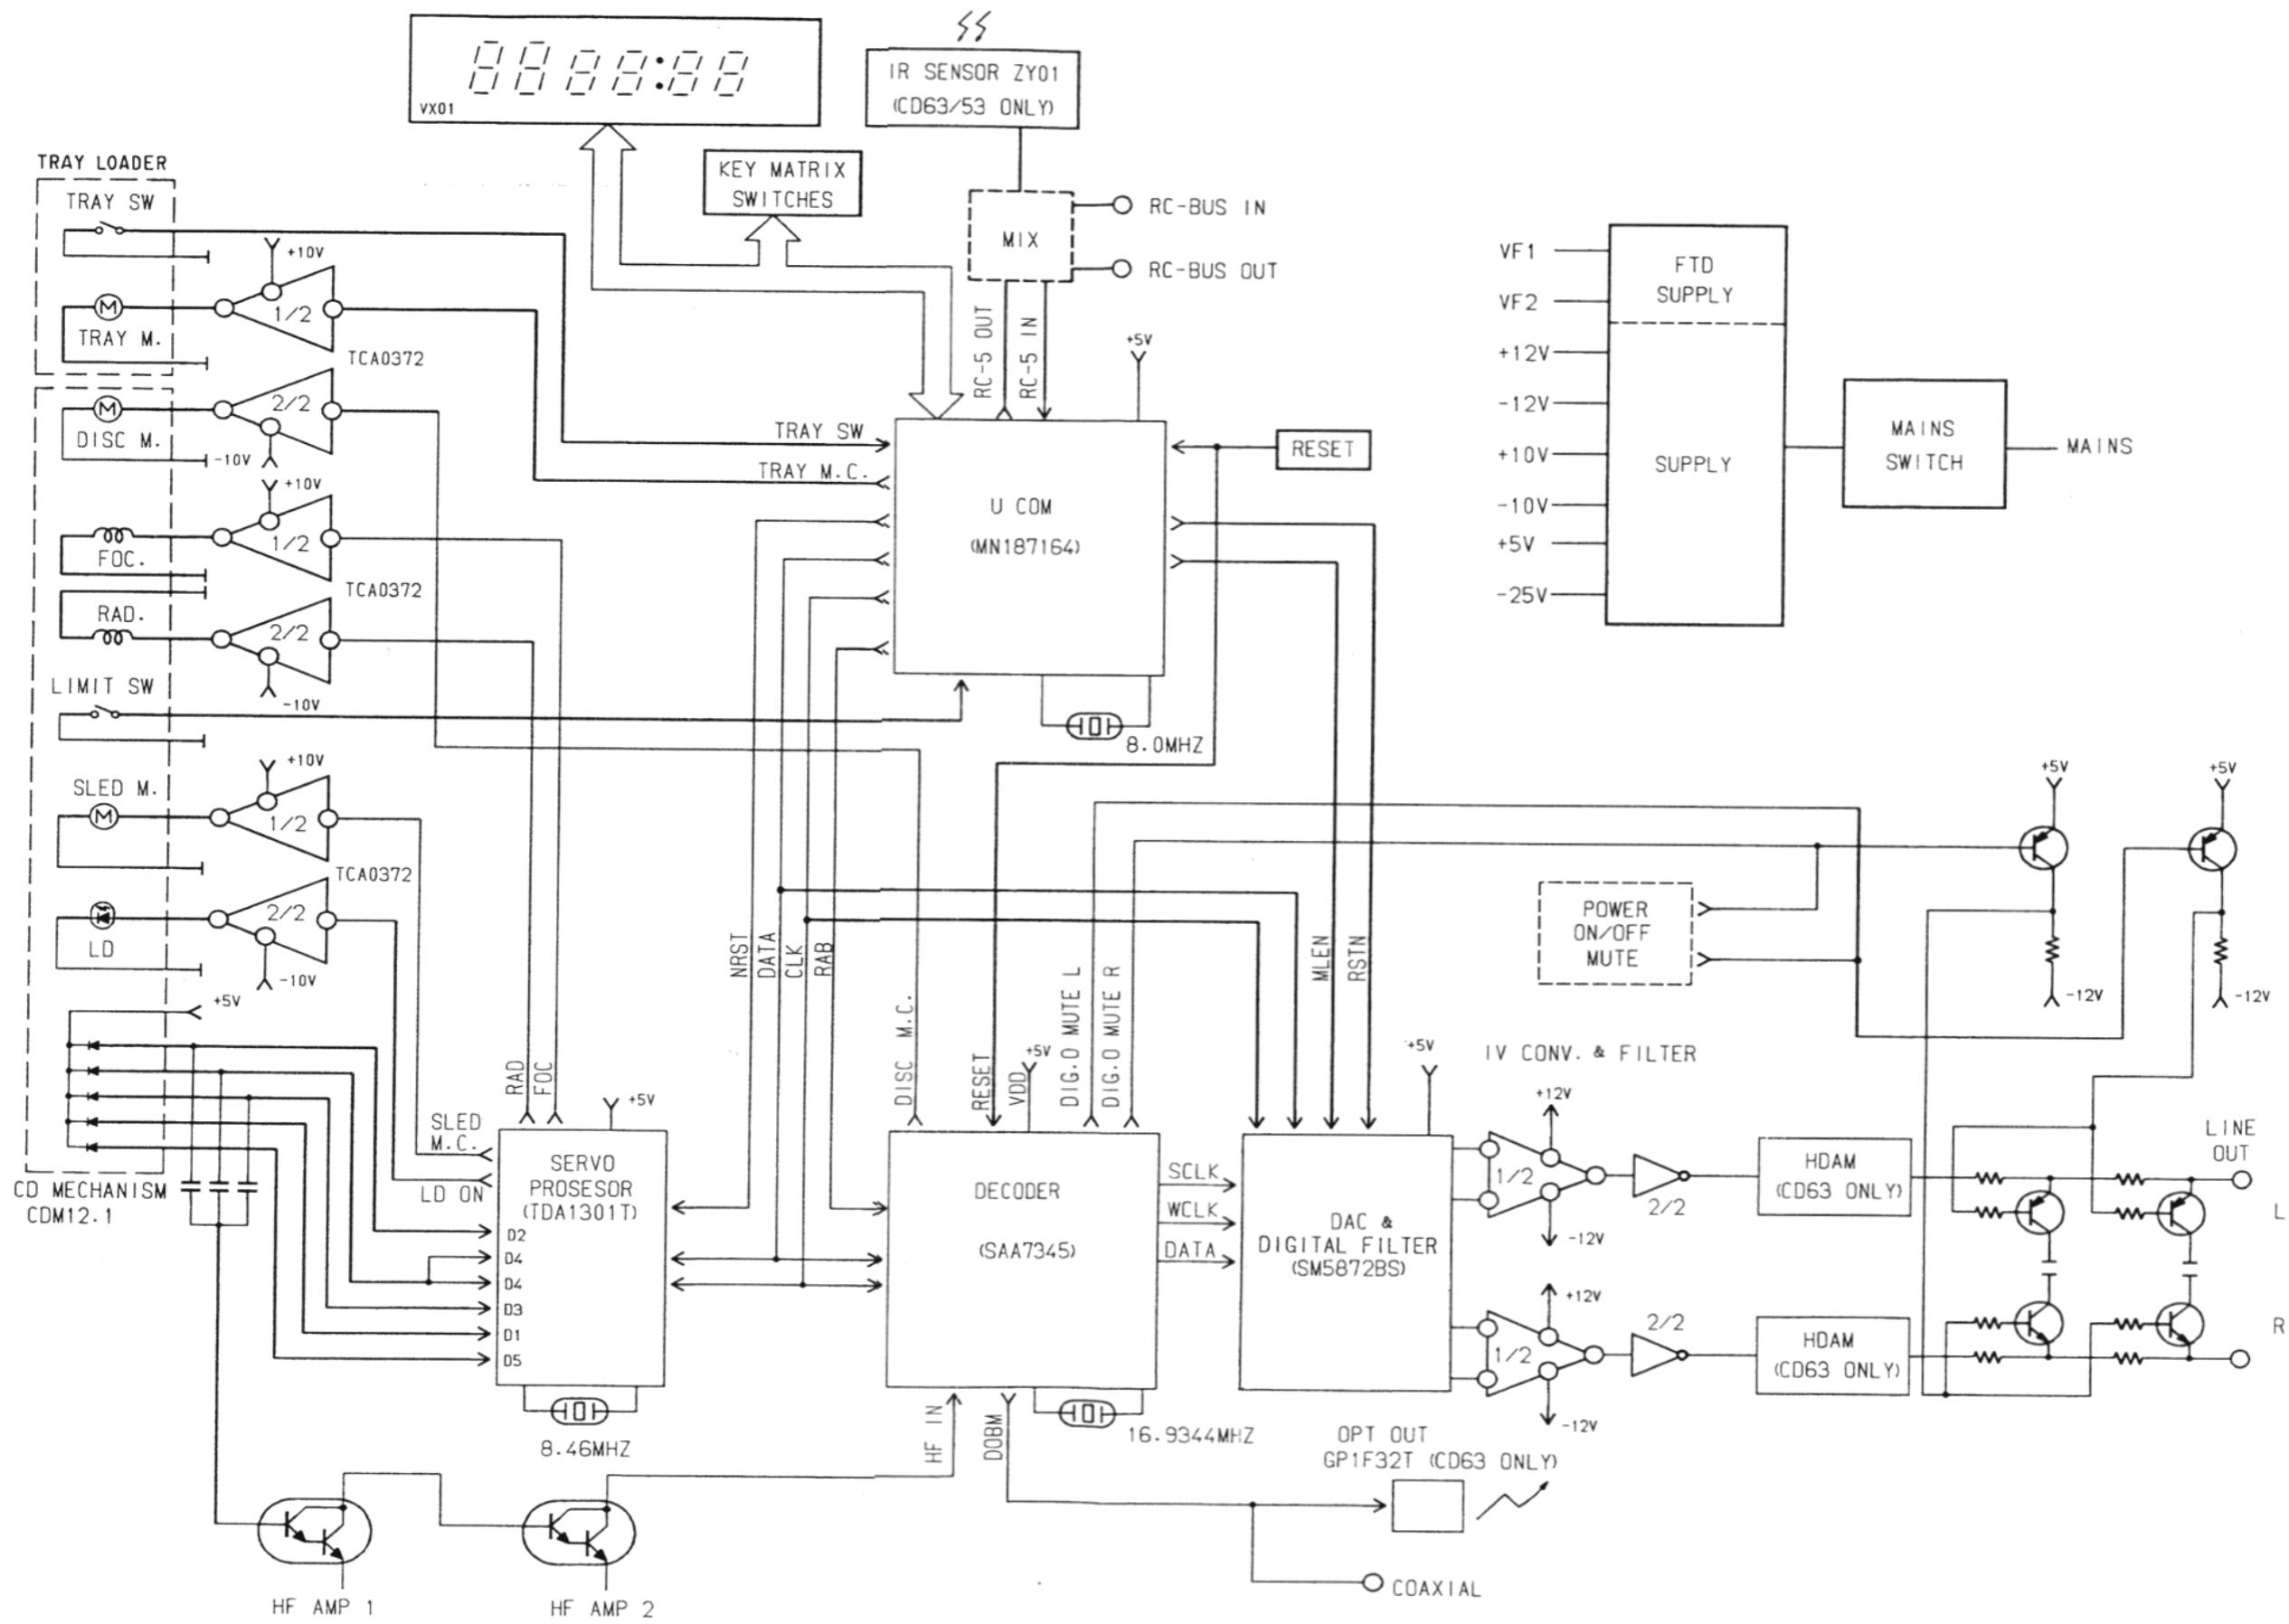 VX01
IR SENSOR ZY01
(CD63/53 ONLY)
KEY MATRIX
SWITCHES
MIX
RC-BUS IN
RC-BUS OUT
RC-5 OUT
RC-5 IN
+5V
TRAY LOADER
TRAY SW
+10V
M
1/2
TRAY M.
TCA0372
M
2/2
DISC M.
-10V
+10V
1/2
FOC.
TCA0372
RAD.
2/2
-10V
LIMIT SW
+10V
SLED M.
M
1/2
TCA0372
2/2
LD
-10V
+5V
CD MECHANISM
CDM12.1
TRAY SW
TRAY M.C.
U COM
(MN187164)
RESET
8.0MHZ
VF1
VF2
+12V
-12V
+10V
-10V
+5V
-25V
FTD
SUPPLY
SUPPLY
MAINS
SWITCH
MAINS
NRST
DATA
CLK
RAB
DISC M.C.
RESET
VDD
+5V
DIG.O MUTE L
DIG.O MUTE R
MLEN
RSTN
+5V
+5V
POWER
ON/OFF
MUTE
-12V
-12V
RAD
FOC
+5V
SLED
M.C.
LD ON
SERVO
PROSESOR
(TDA1301T)
D2
D4
D4
D3
D1
D5
8.46MHZ
DECODER
(SAA7345)
SCLK
WCLK
DATA
HF IN
DOBM
16.9344MHZ
+5V
DAC &
DIGITAL FILTER
(SM5872BS)
IV CONV. & FILTER
+12V
1/2
-12V
2/2
HDAM
(CD63 ONLY)
LINE
OUT
L
+12V
1/2
-12V
2/2
HDAM
(CD63 ONLY)
R
OPT OUT
GP1F32T (CD63 ONLY)
COAXIAL
HF AMP 1
HF AMP 2